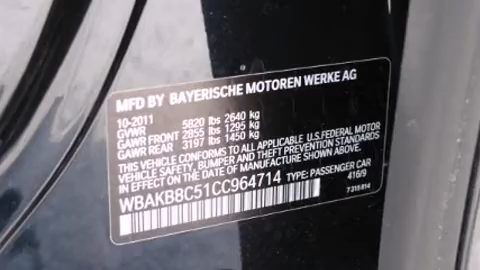 MFD BY BAYERISCHE MOTOREN WERKE AG
10-2011
GVWR 5820 lbs 2640 kg
GAWR FRONT 2855 lbs 1295 kg
GAWR REAR 3197 lbs 1450 kg
THIS VEHICLE CONFORMS TO ALL APPLICABLE U.S. FEDERAL MOTOR
VEHICLE SAFETY, BUMPER AND THEFT PREVENTION STANDARDS
IN EFFECT ON THE DATE OF MANUFACTURE SHOWN ABOVE.
WBAKB8C51CC964714 TYPE: PASSENGER CAR
416/9
7 318 814